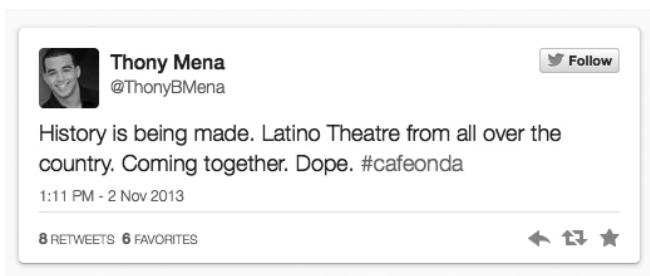 Thony Mena
Follow
@ThonyBMena
History is being made. Latino Theatre from all over the
country. Coming together. Dope. #cafeonda
1:11 PM - 2 Nov 2013
8 RETWEETS 6 FAVORITES